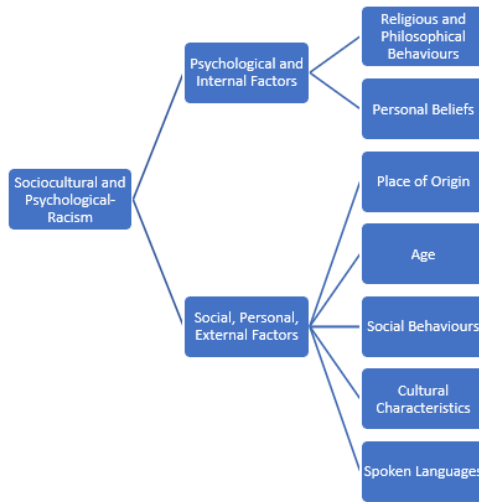 Religious and
Philosophical
Behaviours
Psychological and
Internal Factors
Personal Beliefs
Sociocultural and
Psychological-
Racism
Place of Origin
Age
Social, Personal,
External Factors
Social Behaviours
Cultural
Characteristics
Spoken Languages